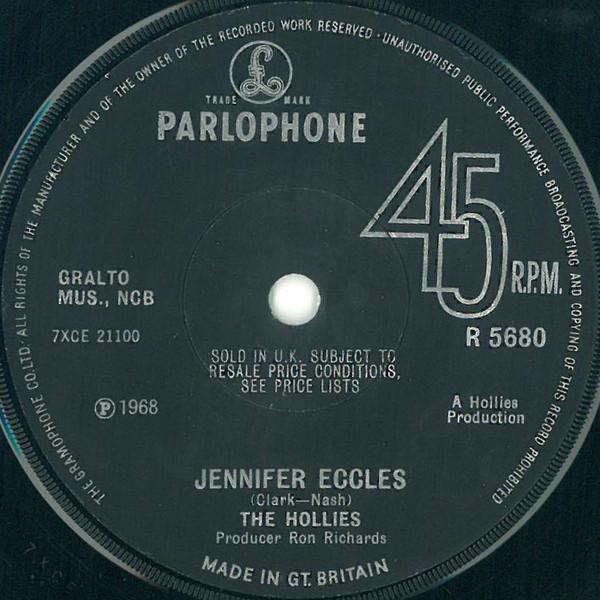 THE GRAMOPHONE CO. LTD. · ALL RIGHTS OF THE MANUFACTURER AND OF THE OWNER OF THE RECORDED WORK RESERVED · UNAUTHORISED PUBLIC PERFORMANCE BROADCASTING AND COPYING OF THIS RECORD PROHIBITED
£
TRADE MARK
PARLOPHONE
45
R.P.M.
GRALTO
MUS., NCB
7XCE 21100
R 5680
SOLD IN U.K. SUBJECT TO
RESALE PRICE CONDITIONS,
SEE PRICE LISTS
Ⓟ 1968
A Hollies
Production
JENNIFER ECCLES
(Clark—Nash)
THE HOLLIES
Producer Ron Richards
MADE IN GT. BRITAIN